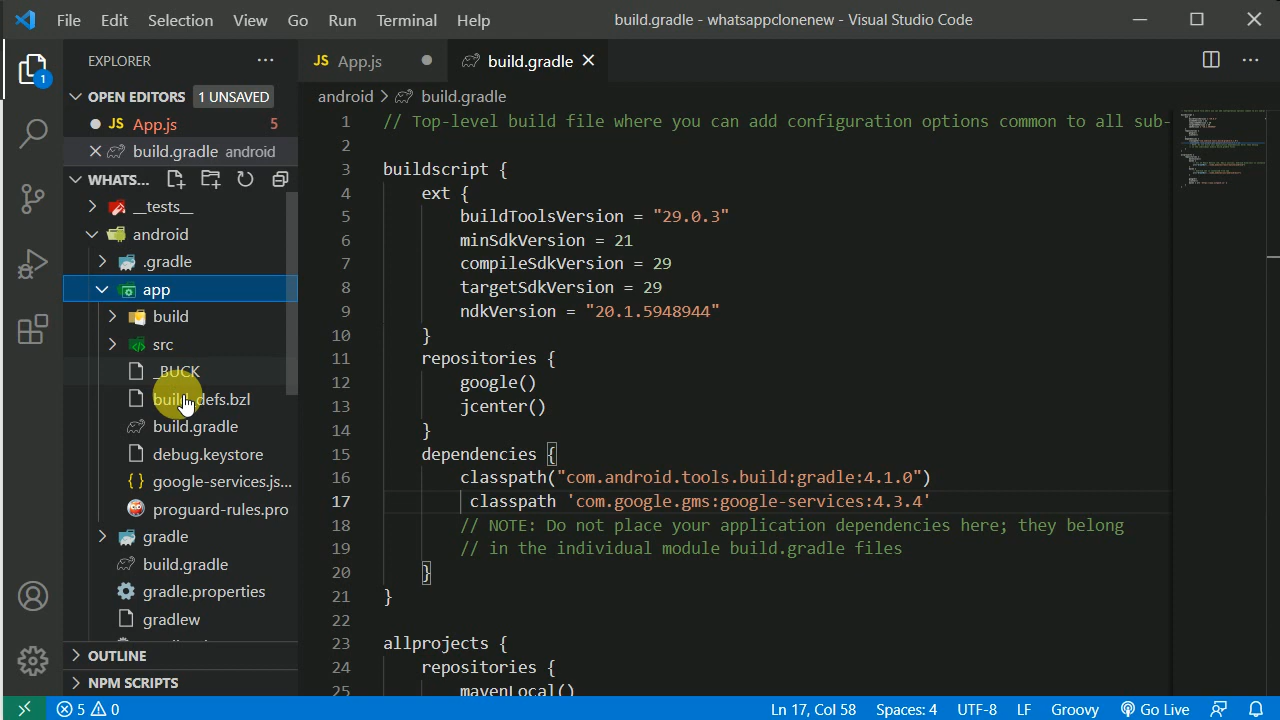 File Edit Selection View Go Run Terminal Help
build.gradle - whatsappclonenew - Visual Studio Code
EXPLORER
1
OPEN EDITORS 1 UNSAVED
JS App.js 5
build.gradle android
WHATS...
__tests__
android
.gradle
app
build
src
_BUCK
build_defs.bzl
build.gradle
debug.keystore
{} google-services.js...
proguard-rules.pro
gradle
build.gradle
gradle.properties
gradlew
OUTLINE
NPM SCRIPTS
JS App.js
build.gradle
android > build.gradle
1 // Top-level build file where you can add configuration options common to all sub-
2
3 buildscript {
4 ext {
5 buildToolsVersion = "29.0.3"
6 minSdkVersion = 21
7 compileSdkVersion = 29
8 targetSdkVersion = 29
9 ndkVersion = "20.1.5948944"
10 }
11 repositories {
12 google()
13 jcenter()
14 }
15 dependencies {
16 classpath("com.android.tools.build:gradle:4.1.0")
17 classpath 'com.google.gms:google-services:4.3.4'
18 // NOTE: Do not place your application dependencies here; they belong
19 // in the individual module build.gradle files
20 }
21 }
22
23 allprojects {
24 repositories {
25 mavenLocal()
5 0
Ln 17, Col 58 Spaces: 4 UTF-8 LF Groovy Go Live